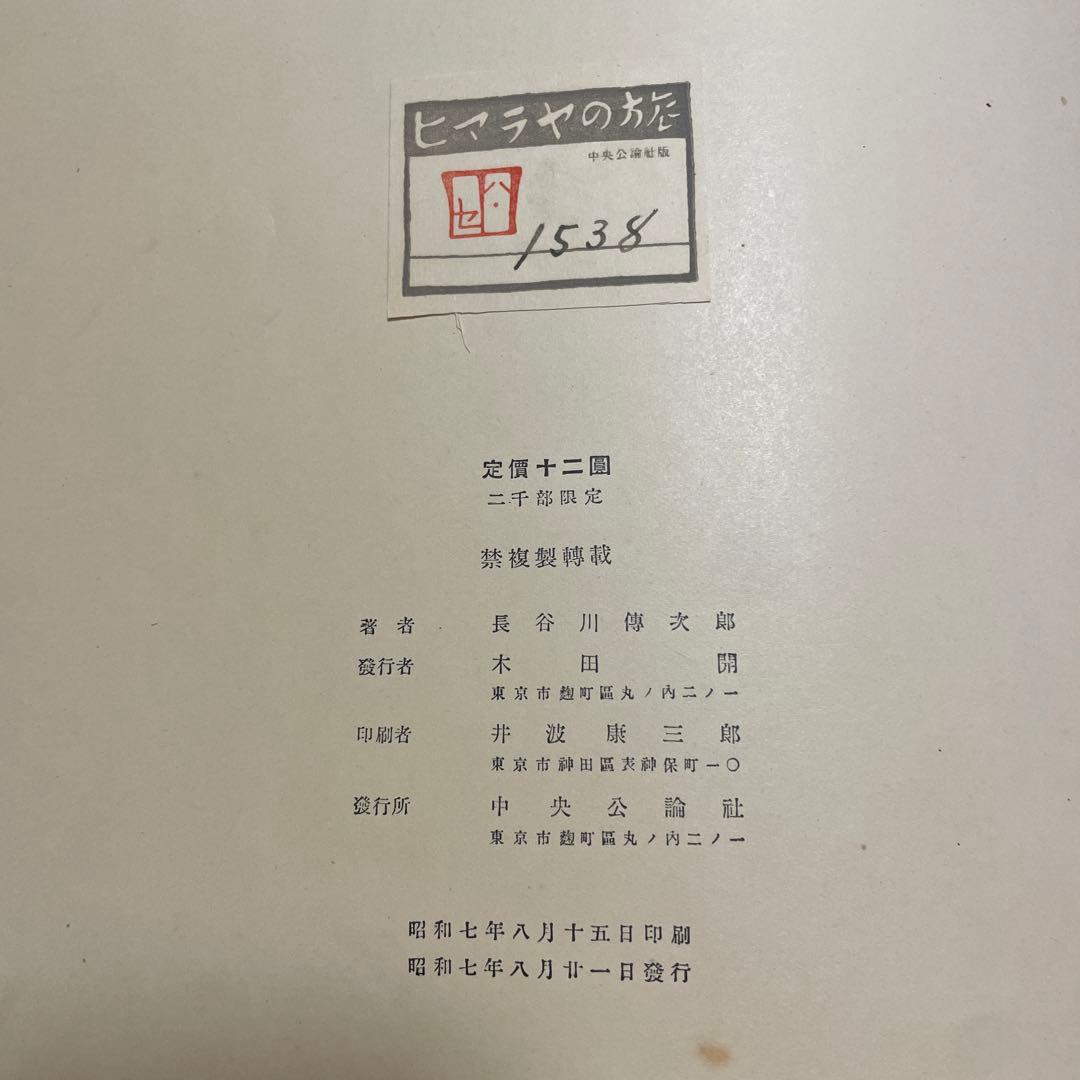 ヒマラヤの旅
中央公論社版
ハ・セ
1538
定價十二圓
二千部限定
禁複製轉載
著者 長谷川傳次郎
發行者 木田開
東京市麴町區丸ノ內二ノ一
印刷者 井波康三郎
東京市神田區表神保町一〇
發行所 中央公論社
東京市麴町區丸ノ內二ノ一
昭和七年八月十五日印刷
昭和七年八月廿一日發行